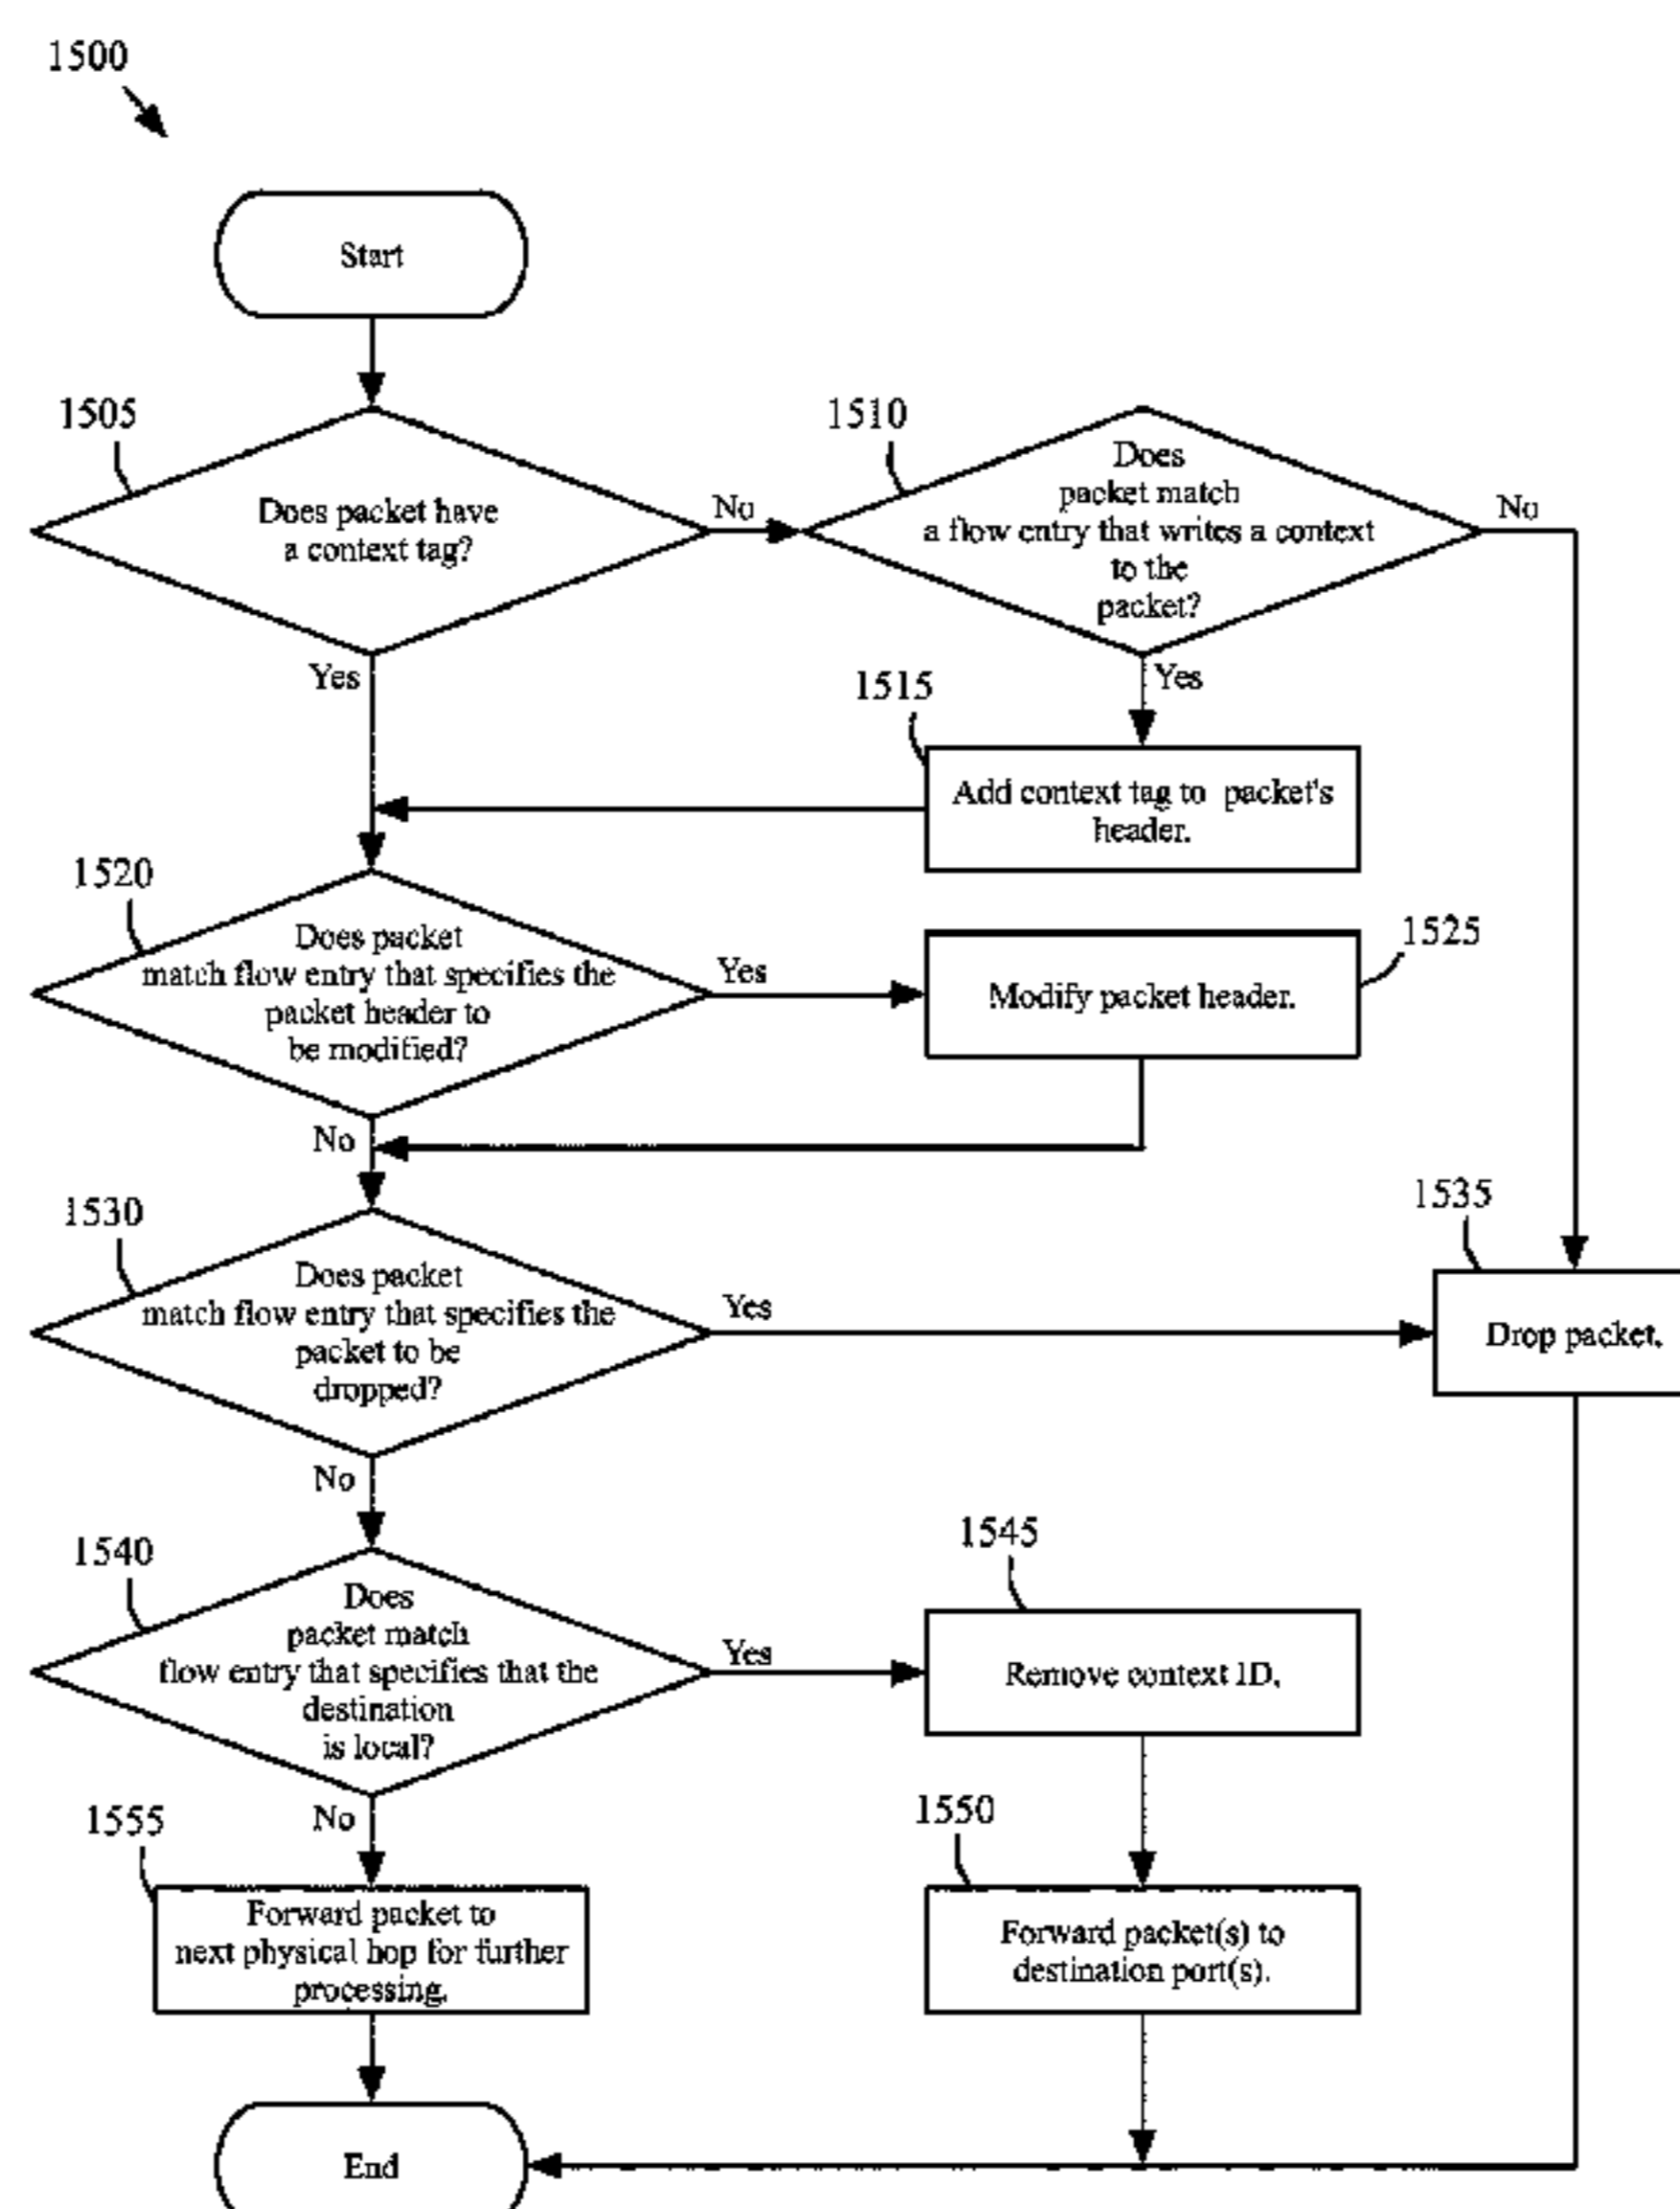 1500
Start
1505
Does packet have
a context tag?
No
1510
Does
packet match
a flow entry that writes a context
to the
packet?
No
Yes
Yes
1515
Add context tag to packet's
header.
1520
Does packet
match flow entry that specifies the
packet header to
be modified?
Yes
1525
Modify packet header.
No
1530
Does packet
match flow entry that specifies the
packet to be
dropped?
Yes
1535
Drop packet.
No
1540
Does
packet match
flow entry that specifies that the
destination
is local?
Yes
1545
Remove context ID.
No
1555
Forward packet to
next physical hop for further
processing.
1550
Forward packet(s) to
destination port(s).
End